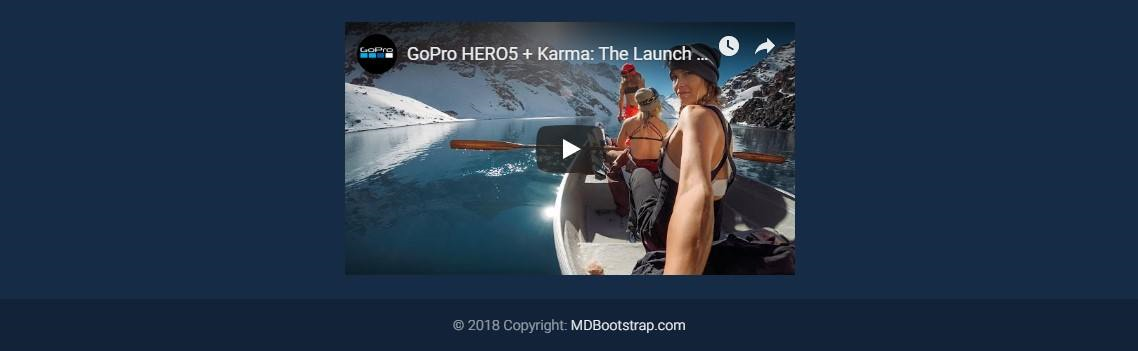 GoPro
GoPro HERO5 + Karma: The Launch ...
© 2018 Copyright: MDBootstrap.com